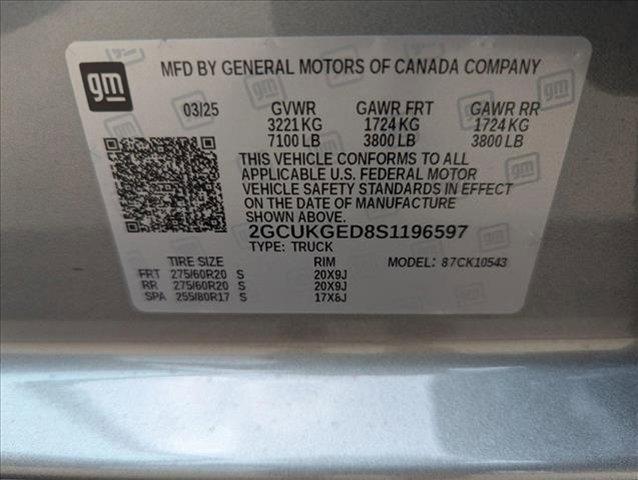 gm
MFD BY GENERAL MOTORS OF CANADA COMPANY
03/25 GVWR GAWR FRT GAWR RR
3221 KG 1724 KG 1724 KG
7100 LB 3800 LB 3800 LB
THIS VEHICLE CONFORMS TO ALL
APPLICABLE U.S. FEDERAL MOTOR
VEHICLE SAFETY STANDARDS IN EFFECT
ON THE DATE OF MANUFACTURE
SHOWN ABOVE.
2GCUKGED8S1196597
TYPE: TRUCK
TIRE SIZE RIM MODEL: 87CK10543
FRT 275/60R20 S 20X9J
RR 275/60R20 S 20X9J
SPA 255/80R17 S 17X8J